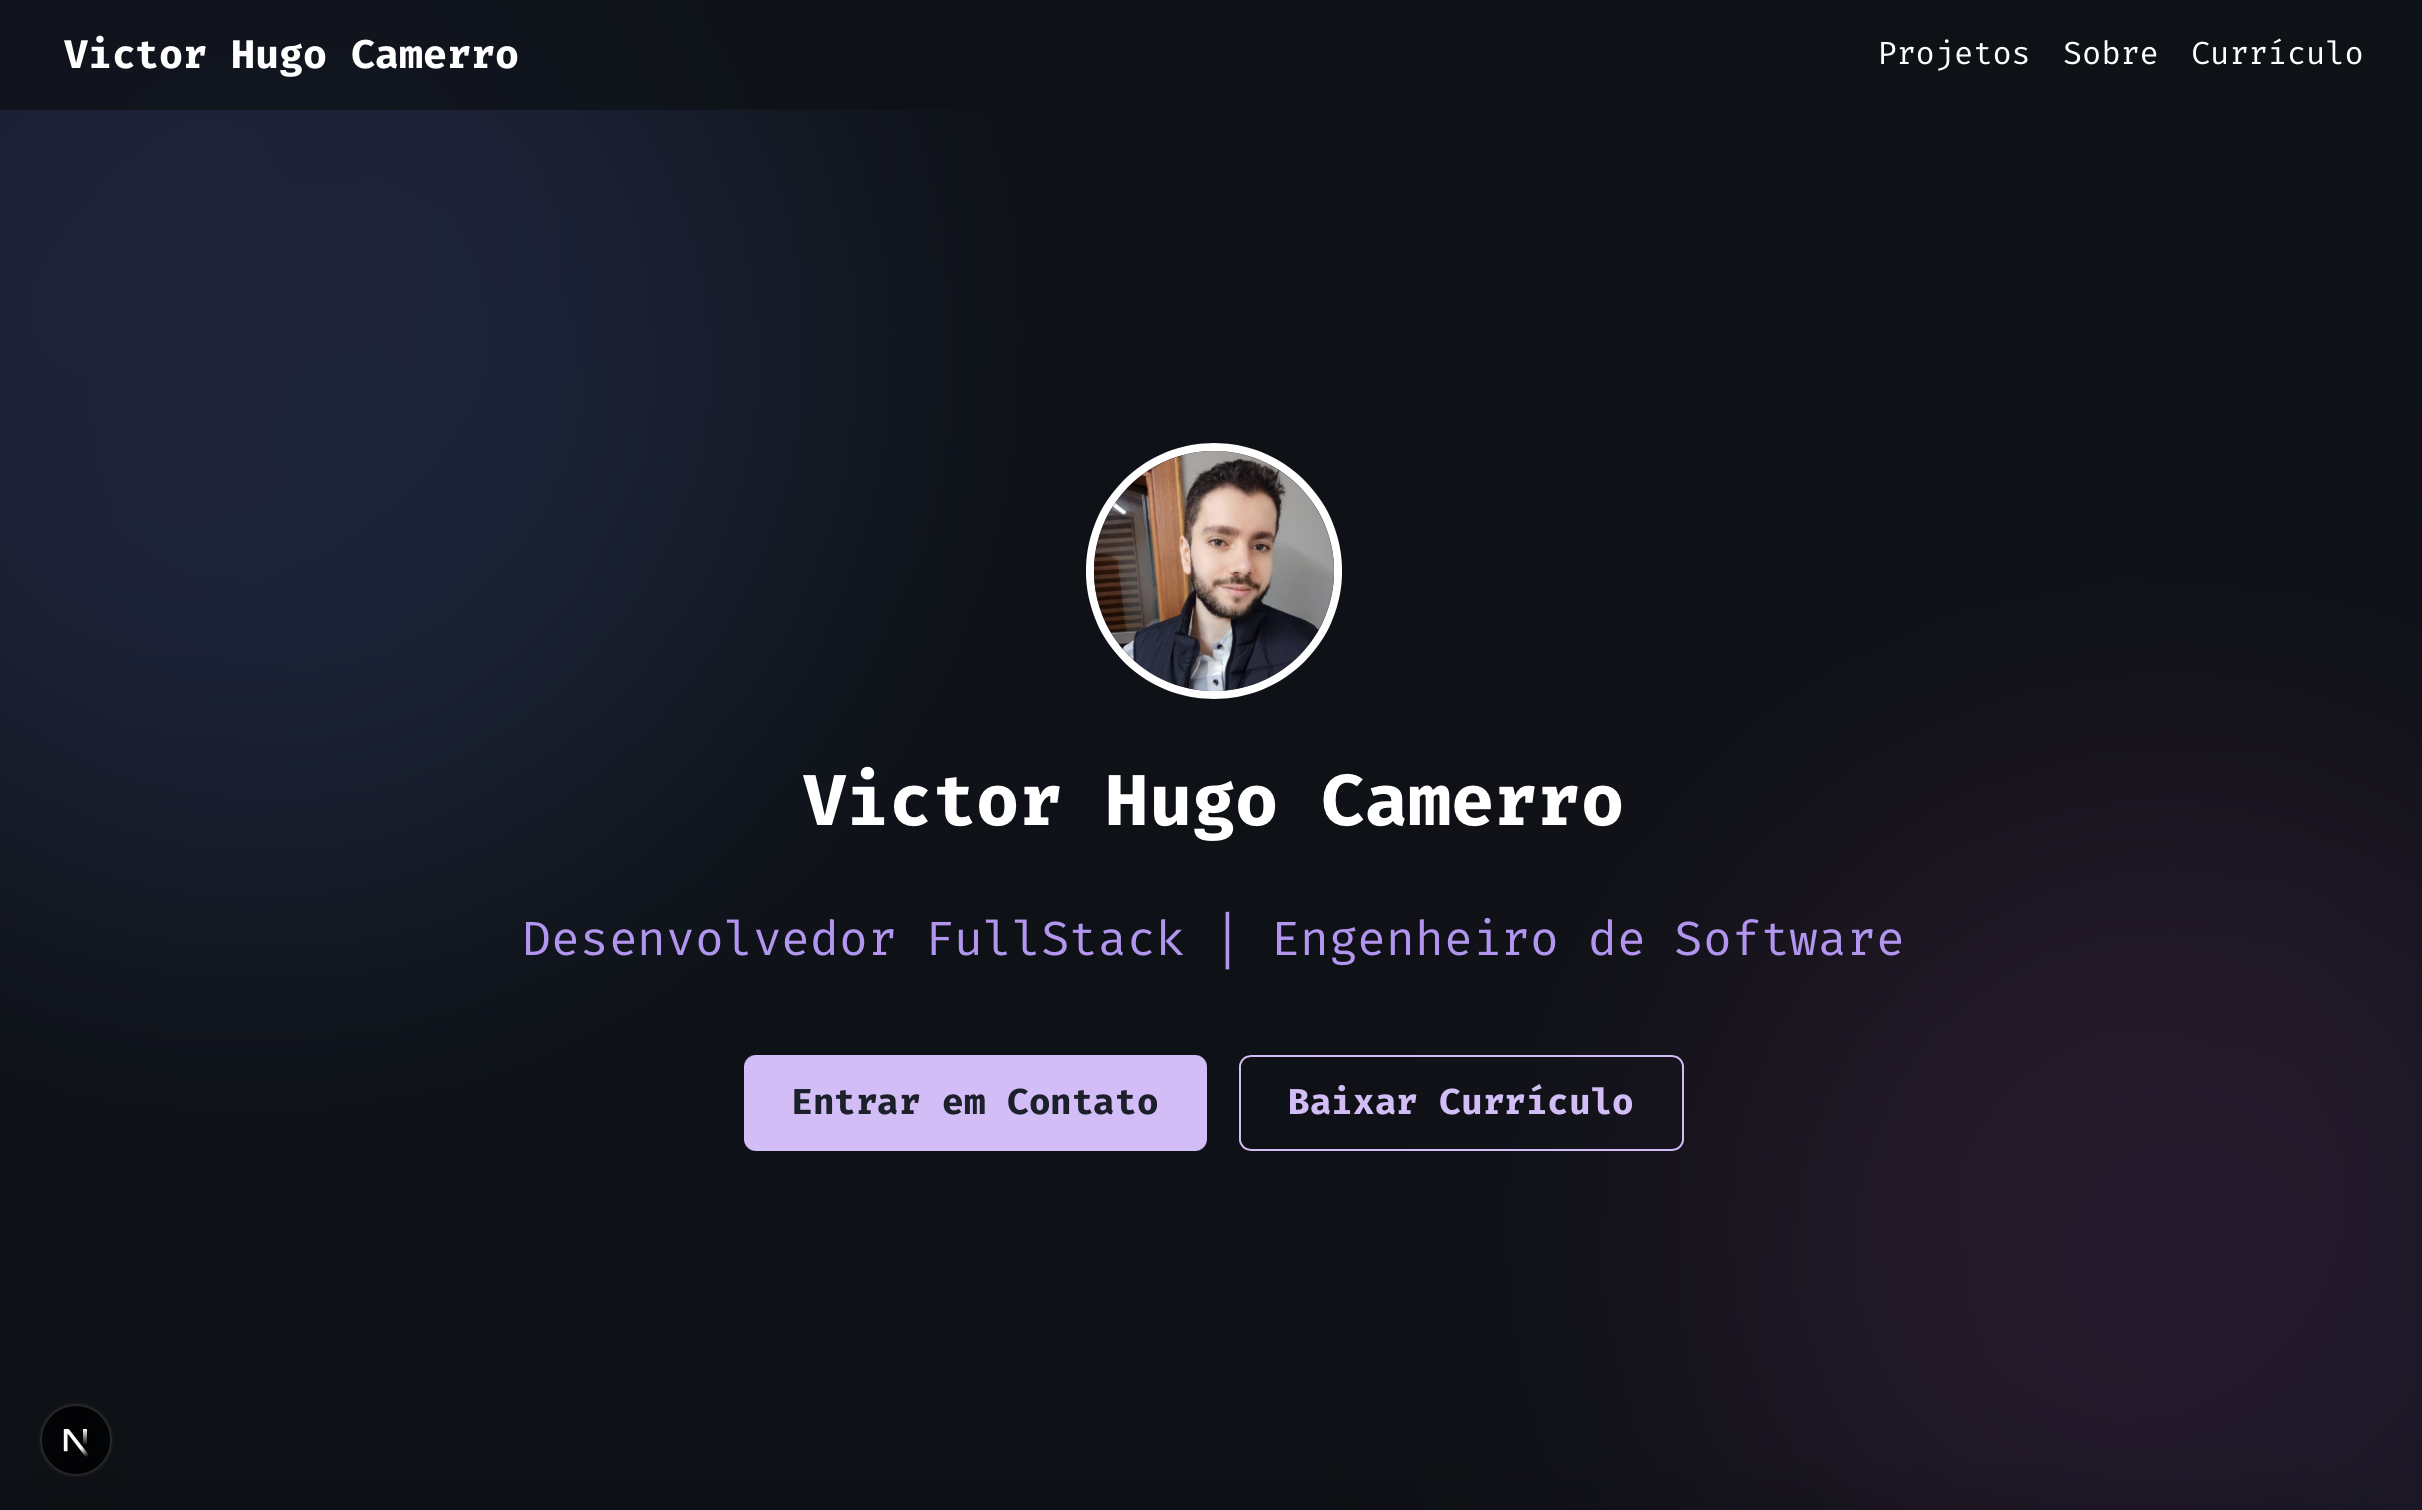 Victor Hugo Camerro
Projetos Sobre Currículo
Victor Hugo Camerro
Desenvolvedor FullStack | Engenheiro de Software
Entrar em Contato
Baixar Currículo
N